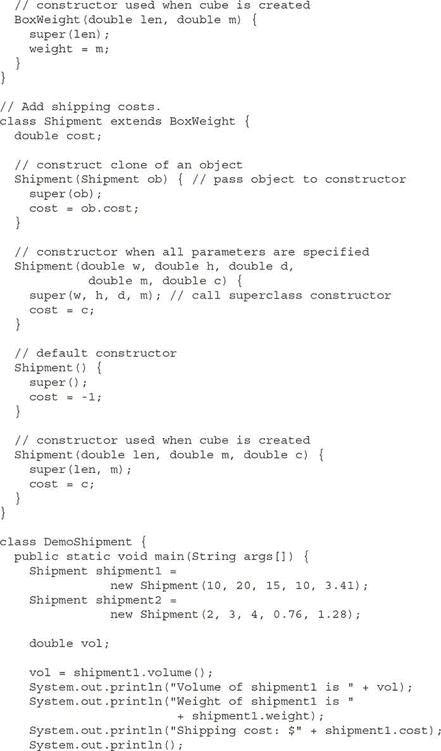 // constructor used when cube is created
BoxWeight(double len, double m) {
super(len);
weight = m;
}
}
// Add shipping costs.
class Shipment extends BoxWeight {
double cost;
// construct clone of an object
Shipment(Shipment ob) { // pass object to constructor
super(ob);
cost = ob.cost;
}
// constructor when all parameters are specified
Shipment(double w, double h, double d,
double m, double c) {
super(w, h, d, m); // call superclass constructor
cost = c;
}
// default constructor
Shipment() {
super();
cost = -1;
}
// constructor used when cube is created
Shipment(double len, double m, double c) {
super(len, m);
cost = c;
}
}
class DemoShipment {
public static void main(String args[]) {
Shipment shipment1 =
new Shipment(10, 20, 15, 10, 3.41);
Shipment shipment2 =
new Shipment(2, 3, 4, 0.76, 1.28);
double vol;
vol = shipment1.volume();
System.out.println("Volume of shipment1 is " + vol);
System.out.println("Weight of shipment1 is "
+ shipment1.weight);
System.out.println("Shipping cost: $" + shipment1.cost);
System.out.println();